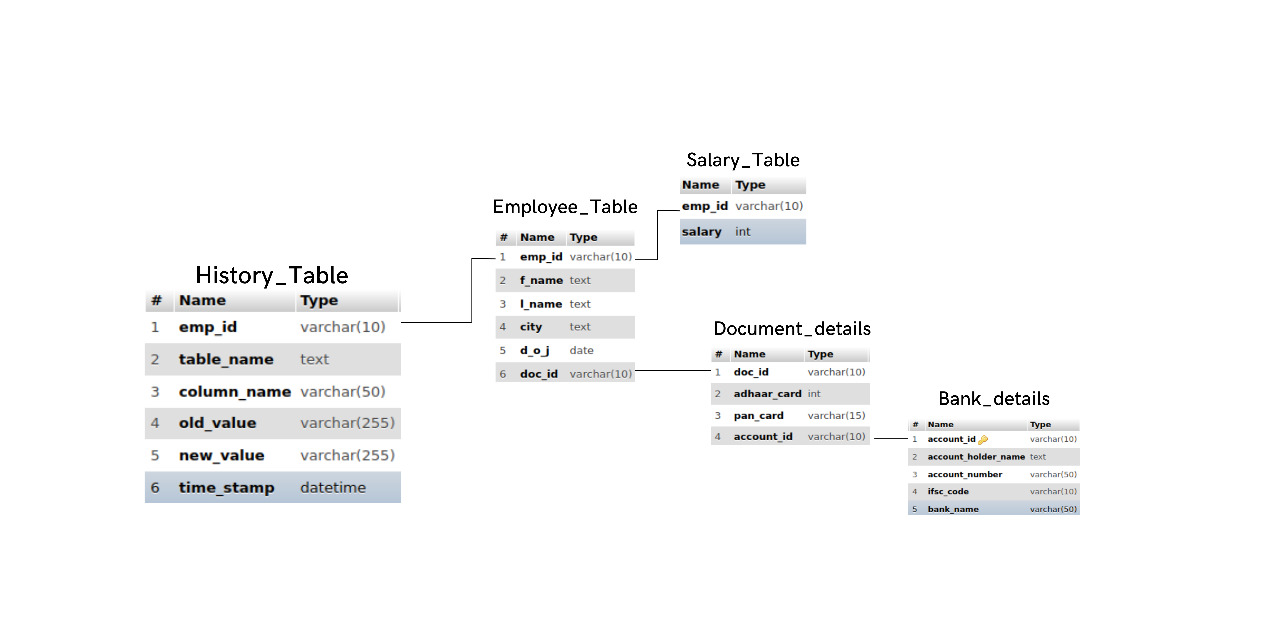 History_Table
# Name Type
1 emp_id varchar(10)
2 table_name text
3 column_name varchar(50)
4 old_value varchar(255)
5 new_value varchar(255)
6 time_stamp datetime
Employee_Table
# Name Type
1 emp_id varchar(10)
2 f_name text
3 l_name text
4 city text
5 d_o_j date
6 doc_id varchar(10)
Salary_Table
Name Type
emp_id varchar(10)
salary int
Document_details
# Name Type
1 doc_id varchar(10)
2 adhaar_card int
3 pan_card varchar(15)
4 account_id varchar(10)
Bank_details
# Name Type
1 account_id varchar(10)
2 account_holder_name text
3 account_number varchar(50)
4 ifsc_code varchar(10)
5 bank_name varchar(50)